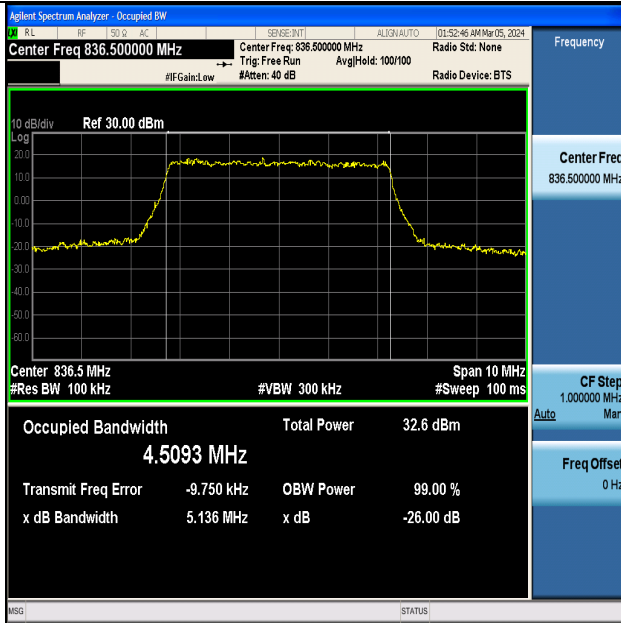 Agilent Spectrum Analyzer - Occupied BW
RL RF 50 Ω AC SENSE:INT ALIGN AUTO 01:52:46 AM Mar 05, 2024
Center Freq 836.500000 MHz
Center Freq: 836.500000 MHz
Radio Std: None
Trig: Free Run Avg|Hold: 100/100
#IFGain:Low
#Atten: 40 dB
Radio Device: BTS
Frequency
10 dB/div Ref 30.00 dBm
Log
20.0
10.0
0.00
-10.0
-20.0
-30.0
-40.0
-50.0
-60.0
Center Freq
836.500000 MHz
Center 836.5 MHz Span 10 MHz
#Res BW 100 kHz #VBW 300 kHz #Sweep 100 ms
CF Step
1.000000 MHz
Auto Man
Occupied Bandwidth Total Power 32.6 dBm
4.5093 MHz
Transmit Freq Error -9.750 kHz OBW Power 99.00 %
x dB Bandwidth 5.136 MHz x dB -26.00 dB
Freq Offset
0 Hz
MSG STATUS